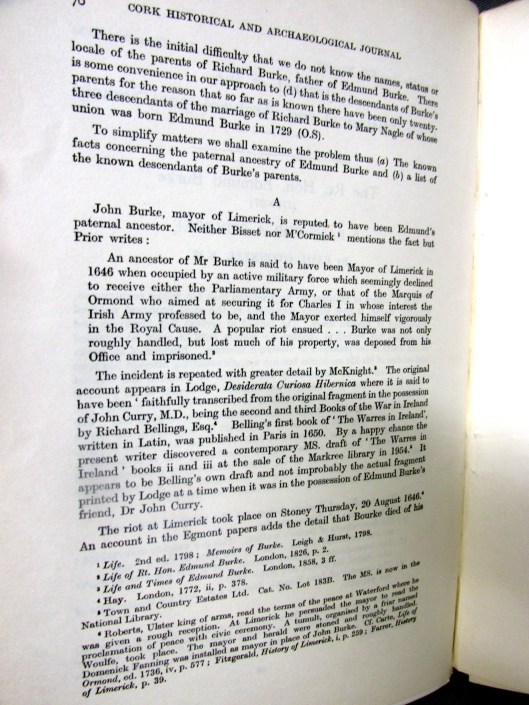 76
CORK HISTORICAL AND ARCHAEOLOGICAL JOURNAL
There is the initial difficulty that we do not know the names, status or
locale of the parents of Richard Burke, father of Edmund Burke. There
is some convenience in our approach to (d) that is the descendants of Burke's
parents for the reason that so far as is known there have been only twenty-
three descendants of the marriage of Richard Burke to Mary Nagle of whose
union was born Edmund Burke in 1729 (O.S).
To simplify matters we shall examine the problem thus (a) The known
facts concerning the paternal ancestry of Edmund Burke and (b) a list of
the known descendants of Burke's parents.
A
John Burke, mayor of Limerick, is reputed to have been Edmund's
paternal ancestor. Neither Bisset nor M'Cormick ¹ mentions the fact but
Prior writes :
An ancestor of Mr Burke is said to have been Mayor of Limerick in
1646 when occupied by an active military force which seemingly declined
to receive either the Parliamentary Army, or that of the Marquis of
Ormond who aimed at securing it for Charles I in whose interest the
Irish Army professed to be, and the Mayor exerted himself vigorously
in the Royal Cause. A popular riot ensued . . . Burke was not only
roughly handled, but lost much of his property, was deposed from his
Office and imprisoned.²
The incident is repeated with greater detail by McKnight.³ The original
account appears in Lodge, Desiderata Curiosa Hibernica where it is said to
have been ' faithfully transcribed from the original fragment in the possession
of John Curry, M.D., being the second and third Books of the War in Ireland
by Richard Bellings, Esq.⁴ Belling's first book of ' The Warres in Ireland',
written in Latin, was published in Paris in 1650. By a happy chance the
present writer discovered a contemporary MS. draft of ' The Warres in
Ireland ' books ii and iii at the sale of the Markree library in 1954.⁵ It
appears to be Belling's own draft and not improbably the actual fragment
printed by Lodge at a time when it was in the possession of Edmund Burke's
friend, Dr John Curry.
The riot at Limerick took place on Stoney Thursday, 20 August 1646.⁶
An account in the Egmont papers adds the detail that Bourke died of his
¹ Life. 2nd ed. 1798 ; Memoirs of Burke. Leigh & Hurst, 1798.
² Life of Rt. Hon. Edmund Burke. London, 1826, p. 2.
³ Life and Times of Edmund Burke. London, 1858, 3 ff.
⁴ Hay. London, 1772, ii, p. 378.
⁵ Town and Country Estates Ltd. Cat. No. Lot 183B. The MS. is now in the
National Library.
⁶ Roberts, Ulster king of arms, read the terms of the peace at Waterford where he
was given a rough reception. At Limerick he persuaded the mayor to read the
proclamation of peace with civic ceremony. A tumult, organised by a friar named
Woulfe, took place. The mayor and herald were stoned and roughly handled.
Domenick Fanning was installed as mayor in place of John Burke. Cf. Carte, Life of
Ormond, ed. 1736, iv, p. 577 ; Fitzgerald, History of Limerick, i, p. 259 ; Farrer, History
of Limerick, p. 39.